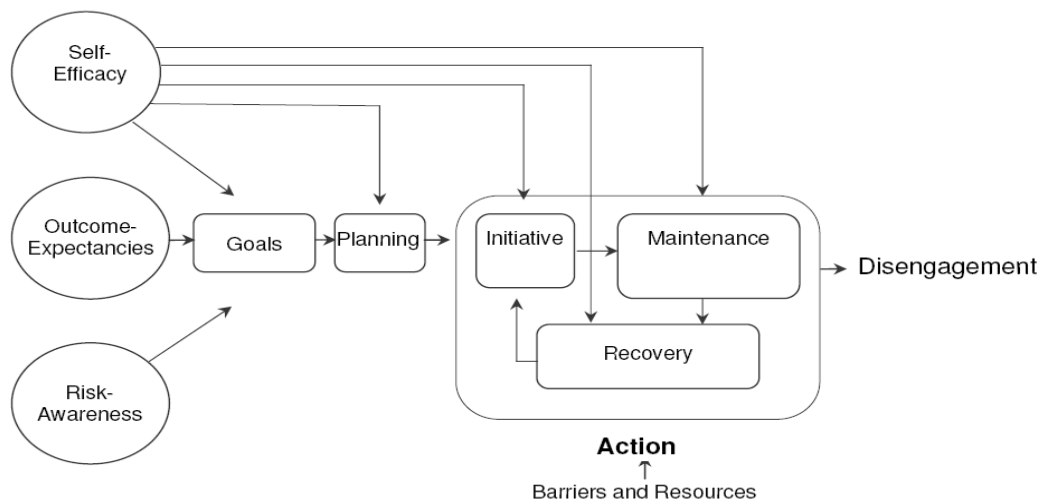 Self-
Efficacy
Outcome-
Expectancies
Goals
Planning
Initiative
Maintenance
Disengagement
Recovery
Risk-
Awareness
Action
Barriers and Resources